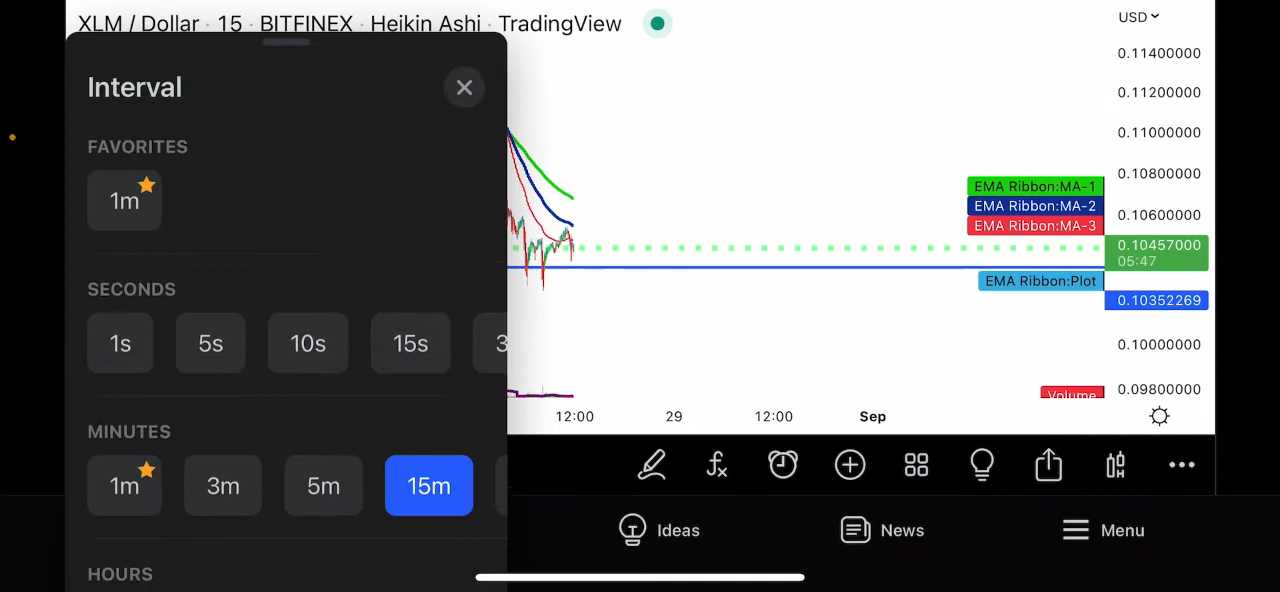 XLM / Dollar · 15 · BITFINEX · Heikin Ashi · TradingView
USD
Interval
FAVORITES
1m
SECONDS
1s 5s 10s 15s 3
MINUTES
1m 3m 5m 15m
HOURS
0.11400000
0.11200000
0.11000000
0.10800000
0.10600000
EMA Ribbon:MA-1
EMA Ribbon:MA-2
EMA Ribbon:MA-3
0.10457000
05:47
EMA Ribbon:Plot
0.10352269
0.10000000
0.09800000
Volume
12:00 29 12:00 Sep
Ideas News Menu